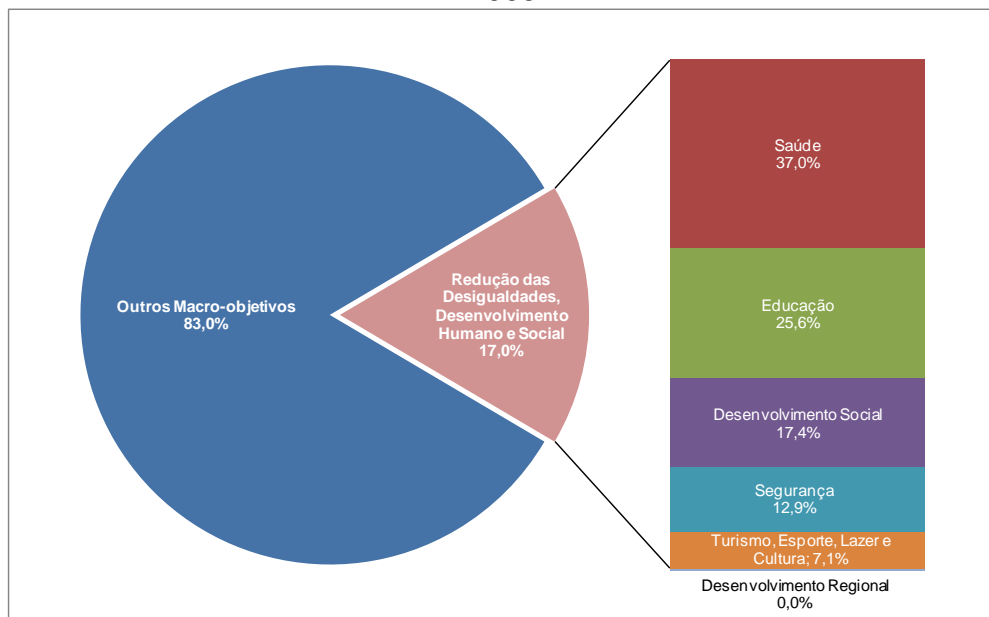 Outros Macro-objetivos
83,0%
Redução das
Desigualdades,
Desenvolvimento
Humano e Social
17,0%
Saúde
37,0%
Educação
25,6%
Desenvolvimento Social
17,4%
Segurança
12,9%
Turismo, Esporte, Lazer e
Cultura; 7,1%
Desenvolvimento Regional
0,0%